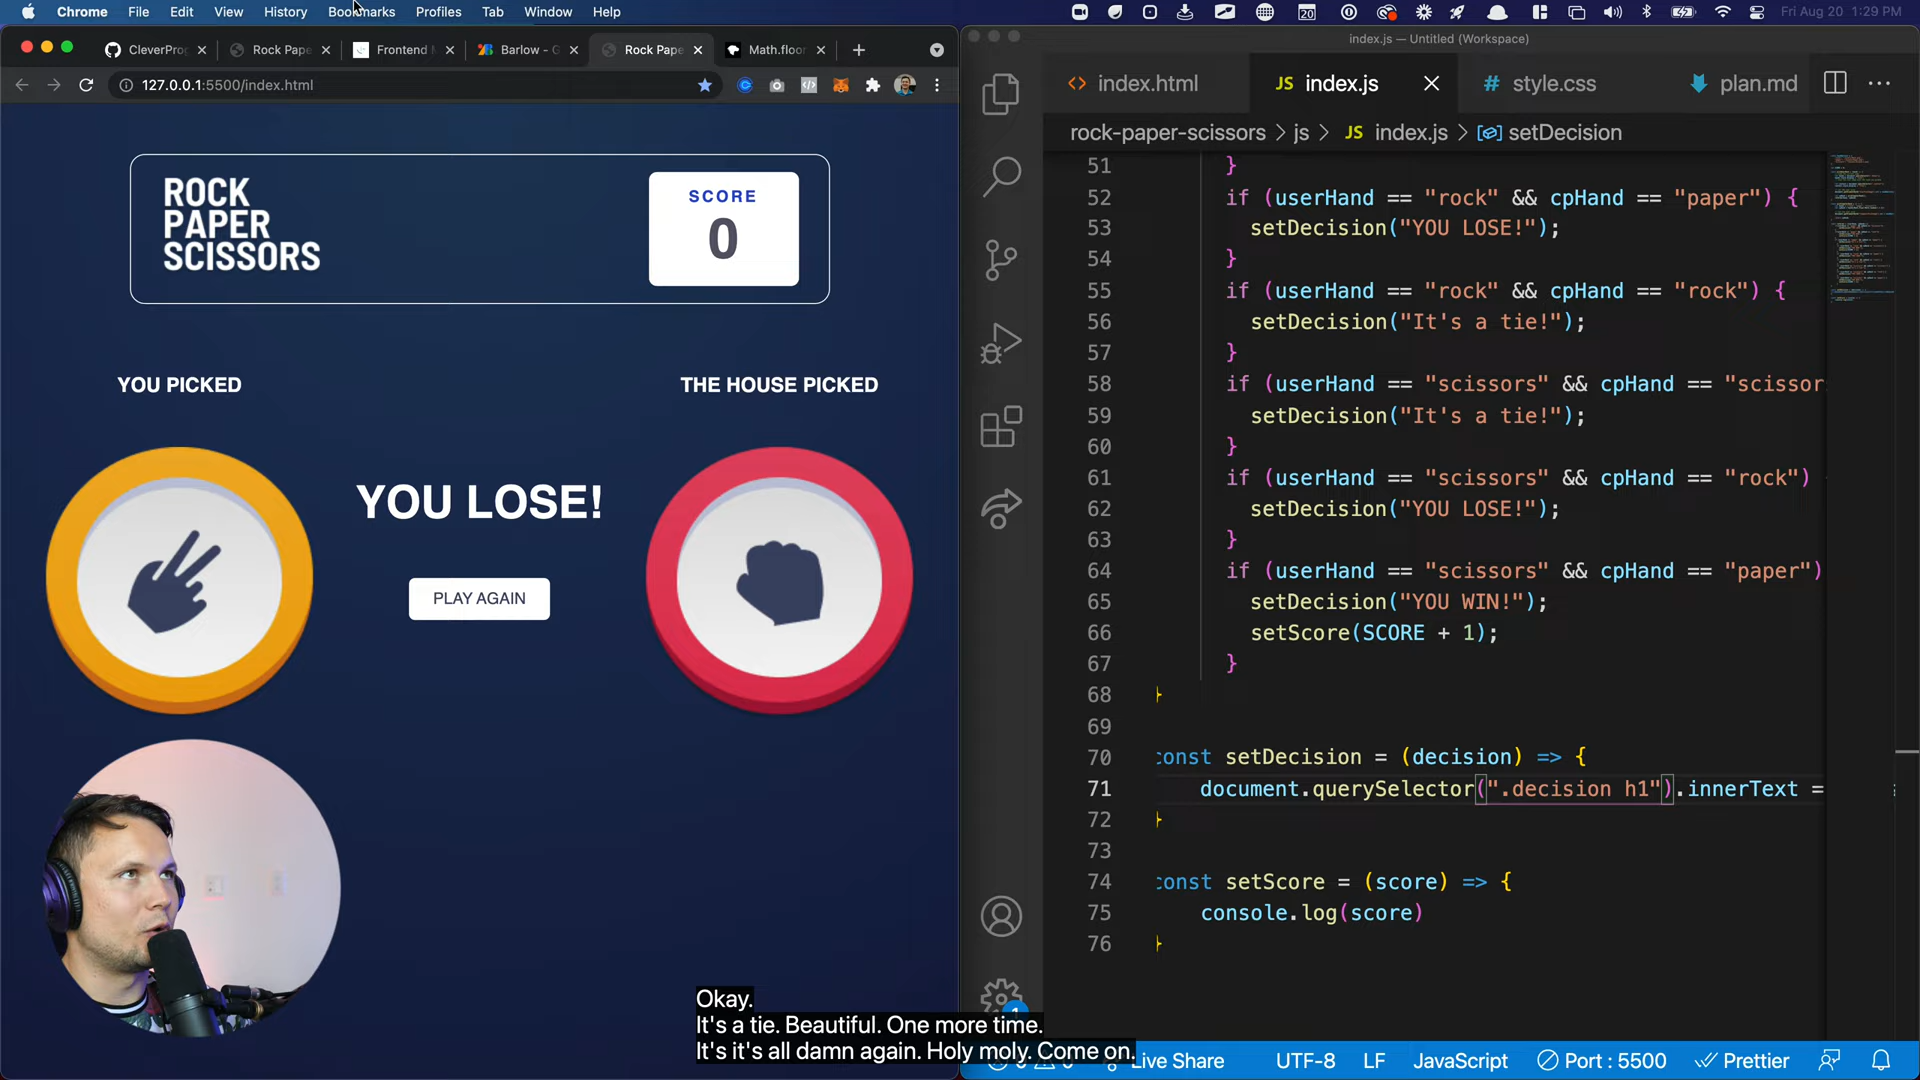 Chrome File Edit View History Bookmarks Profiles Tab Window Help
20
Fri Aug 20 1:29 PM
CleverPro
Rock Pape
Frontend
Barlow - G
Rock Pape
Math.floor
127.0.0.1:5500/index.html
ROCK
PAPER
SCISSORS
SCORE
0
YOU PICKED
THE HOUSE PICKED
YOU LOSE!
PLAY AGAIN
Okay.
It's a tie. Beautiful. One more time.
It's it's all damn again. Holy moly. Come on.
index.js — Untitled (Workspace)
<> index.html
JS index.js
# style.css
plan.md
rock-paper-scissors > js > JS index.js > setDecision
51 }
52 if (userHand == "rock" && cpHand == "paper") {
53 setDecision("YOU LOSE!");
54 }
55 if (userHand == "rock" && cpHand == "rock") {
56 setDecision("It's a tie!");
57 }
58 if (userHand == "scissors" && cpHand == "scissor
59 setDecision("It's a tie!");
60 }
61 if (userHand == "scissors" && cpHand == "rock")
62 setDecision("YOU LOSE!");
63 }
64 if (userHand == "scissors" && cpHand == "paper")
65 setDecision("YOU WIN!");
66 setScore(SCORE + 1);
67 }
68 }
69
70 const setDecision = (decision) => {
71 document.querySelector(".decision h1").innerText =
72 }
73
74 const setScore = (score) => {
75 console.log(score)
76 }
Live Share UTF-8 LF JavaScript Port : 5500 Prettier